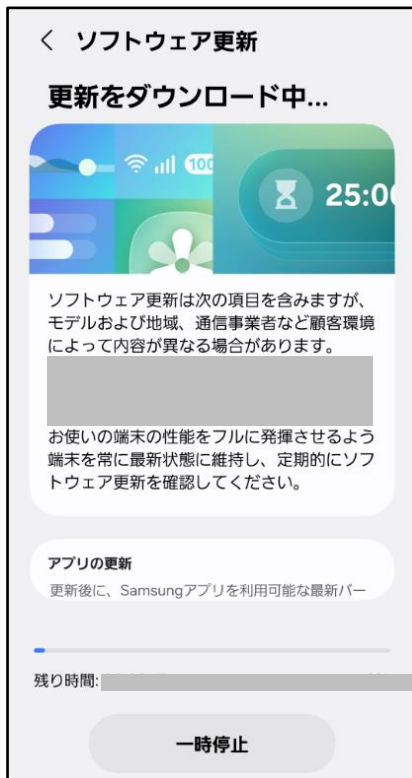 ソフトウェア更新
更新をダウンロード中...
100
25:00
ソフトウェア更新は次の項目を含みますが、
モデルおよび地域、通信事業者など顧客環境
によって内容が異なる場合があります。
お使いの端末の性能をフルに発揮させるよう
端末を常に最新状態に維持し、定期的にソフ
トウェア更新を確認してください。
アプリの更新
更新後に、Samsungアプリを利用可能な最新バー
残り時間:
一時停止